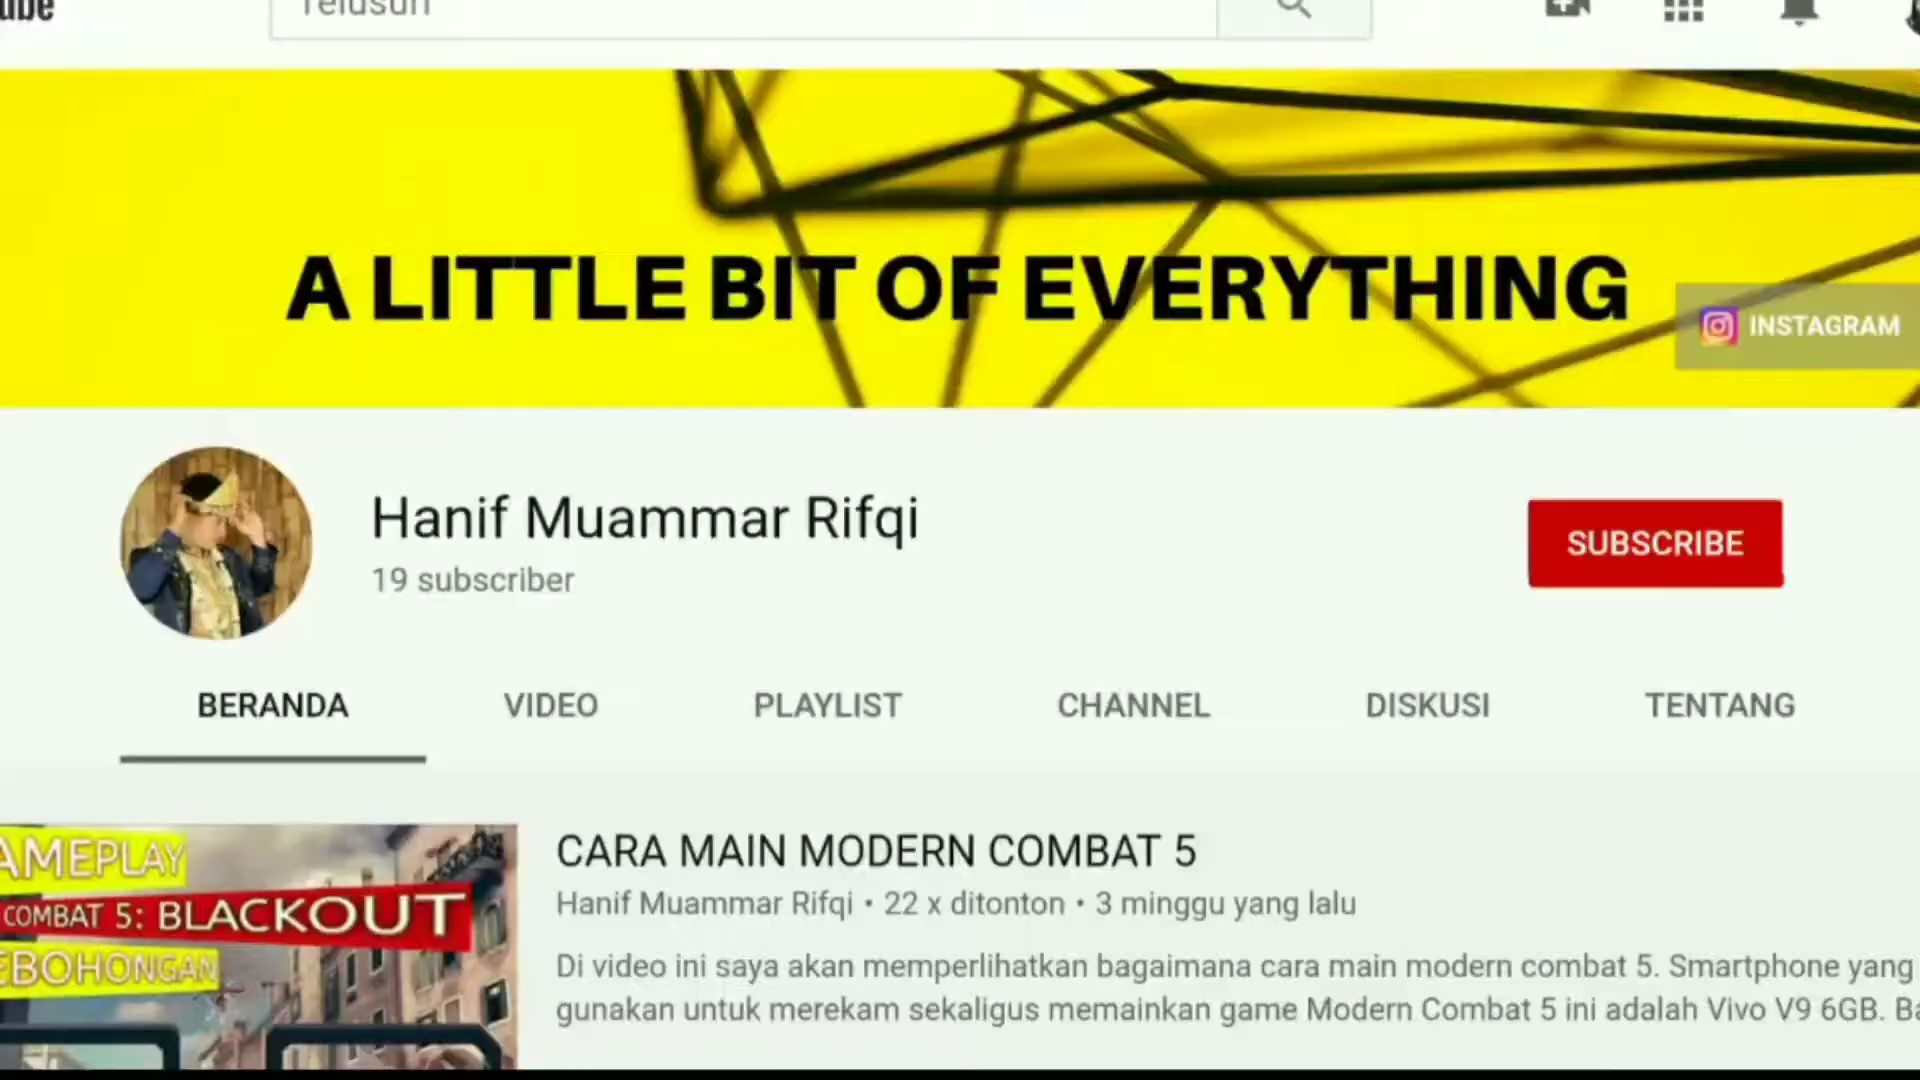 Telusuri
A LITTLE BIT OF EVERYTHING
INSTAGRAM
Hanif Muammar Rifqi
19 subscriber
SUBSCRIBE
BERANDA VIDEO PLAYLIST CHANNEL DISKUSI TENTANG
AMEPLAY
COMBAT 5: BLACKOUT
EBOHONGAN
CARA MAIN MODERN COMBAT 5
Hanif Muammar Rifqi • 22 x ditonton • 3 minggu yang lalu
Di video ini saya akan memperlihatkan bagaimana cara main modern combat 5. Smartphone yang
gunakan untuk merekam sekaligus memainkan game Modern Combat 5 ini adalah Vivo V9 6GB.